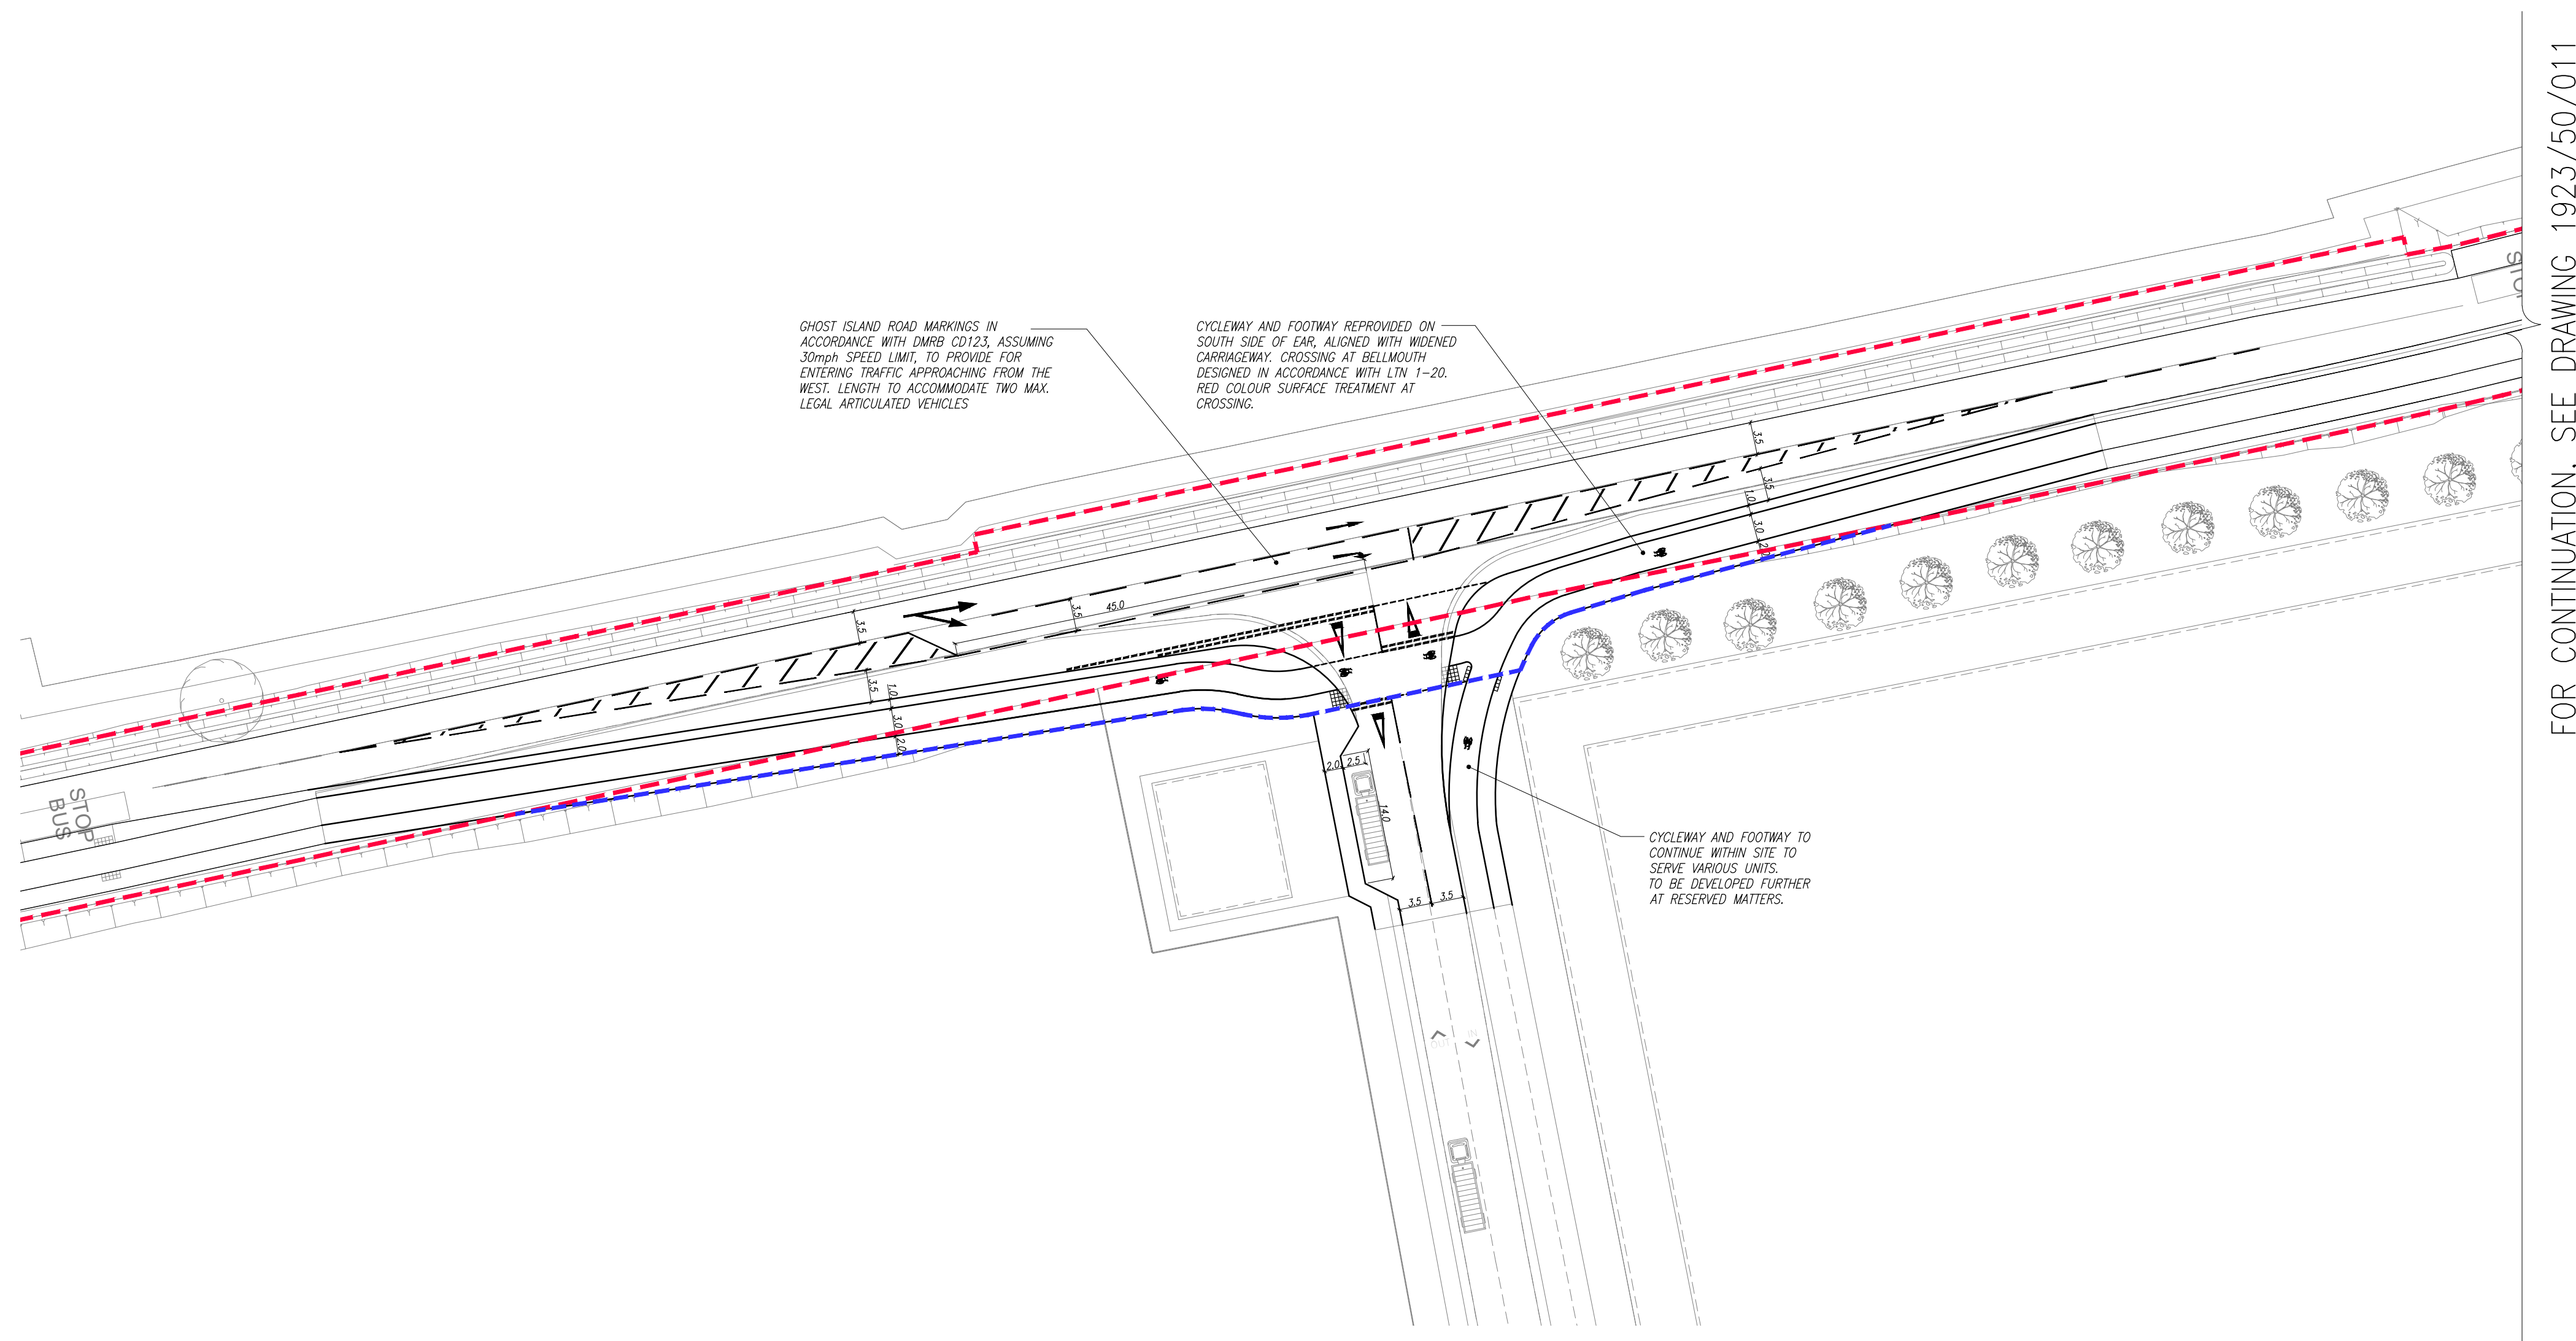 GHOST ISLAND ROAD MARKINGS IN
ACCORDANCE WITH DMRB CD123, ASSUMING
30mph SPEED LIMIT, TO PROVIDE FOR
ENTERING TRAFFIC APPROACHING FROM THE
WEST. LENGTH TO ACCOMMODATE TWO MAX.
LEGAL ARTICULATED VEHICLES
CYCLEWAY AND FOOTWAY REPROVIDED ON
SOUTH SIDE OF EAR, ALIGNED WITH WIDENED
CARRIAGEWAY. CROSSING AT BELLMOUTH
DESIGNED IN ACCORDANCE WITH LTN 1-20.
RED COLOUR SURFACE TREATMENT AT
CROSSING.
FOR CONTINUATION, SEE DRAWING 1923/50/011
3.5
3.5
1.0
3.0
2.0
3.5
45.0
3.5
3.5
1.0
3.0
BUS
STOP
2.0
2.5
14.0
3.5
3.5
CYCLEWAY AND FOOTWAY TO
CONTINUE WITHIN SITE TO
SERVE VARIOUS UNITS.
TO BE DEVELOPED FURTHER
AT RESERVED MATTERS.
OUT
IN